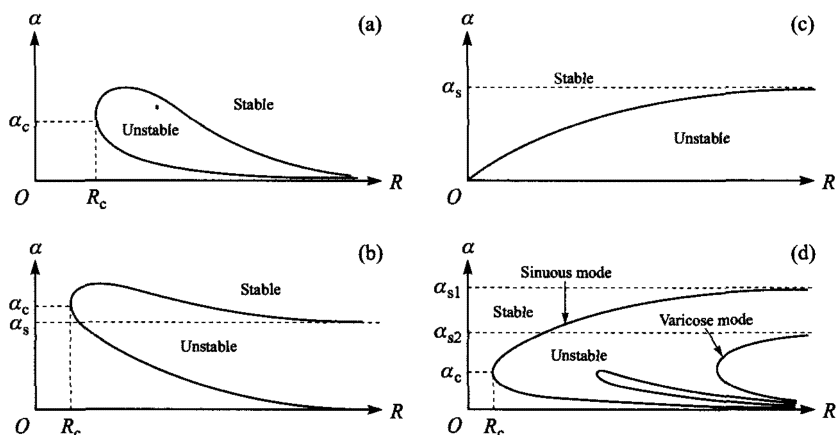 α
(a)
Stable
α_c
Unstable
O
R_c
R
α
(c)
α_s
Stable
Unstable
O
R
α
(b)
α_c
Stable
α_s
Unstable
O
R_c
R
α
Sinuous mode
(d)
α_s1
Stable
Varicose mode
α_s2
Unstable
α_c
O
R_c
R